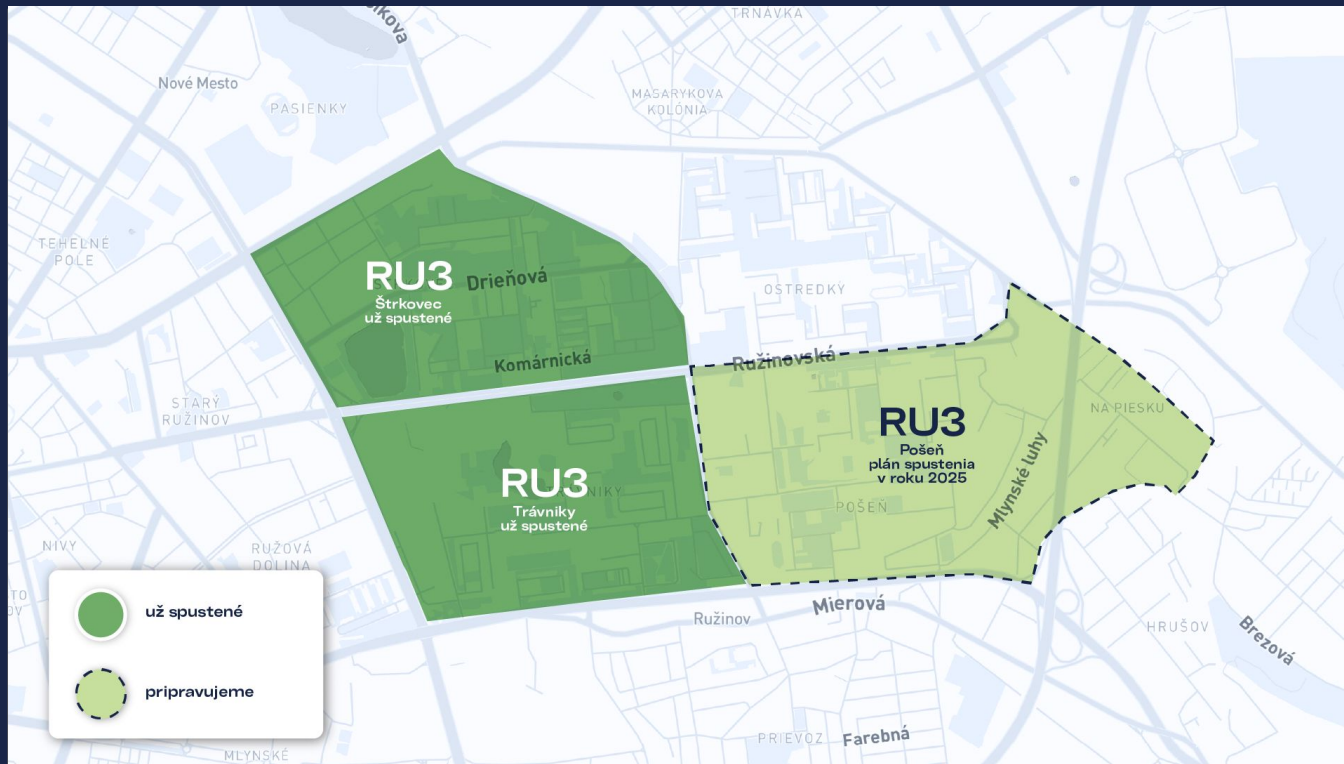 TRNÁVKA
Nové Mesto
PASIENKY
MASARYKOVA
KOLÓNIA
TEHELNÉ
POLE
RU3
Štrkovec
už spustené
Drieňová
OSTREDKY
Komárnická
Ružinovská
STARÝ
RUŽINOV
RU3
Pošeň
plán spustenia
v roku 2025
NA PIESKU
Mlynské luhy
RU3
Trávniky
už spustené
POŠEŇ
NIVY
RUŽOVÁ
DOLINA
Ružinov
Mierová
HRUŠOV
Brezová
už spustené
pripravujeme
PRIEVOZ
Farebná
MLYNSKÉ